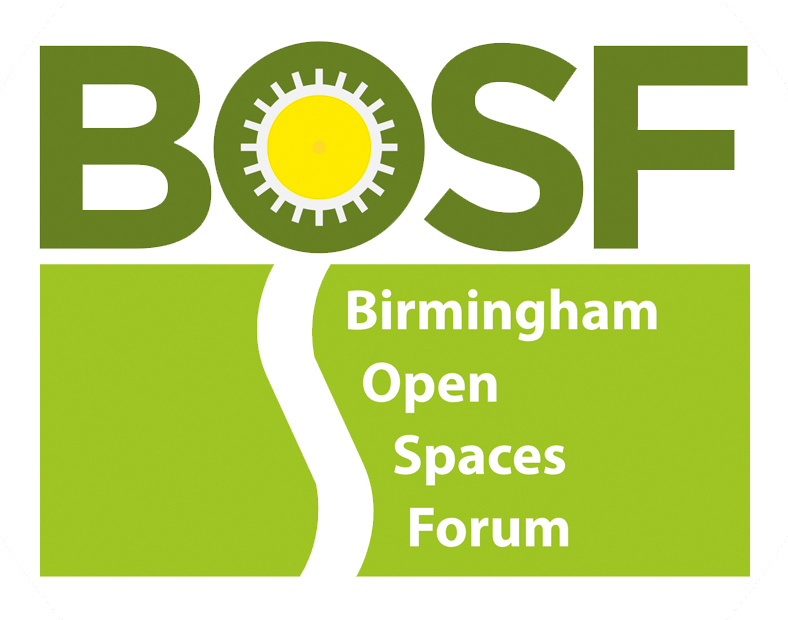 BOSF
Birmingham
Open
Spaces
Forum